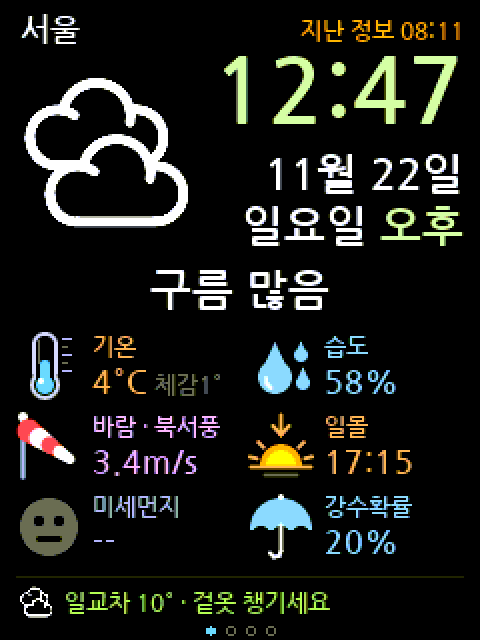 서울
지난 정보 08:11
12:47
11월 22일
일요일 오후
구름 많음
기온
4°C 체감1°
습도
58%
바람 · 북서풍
3.4m/s
일몰
17:15
미세먼지
--
강수확률
20%
일교차 10° · 겉옷 챙기세요